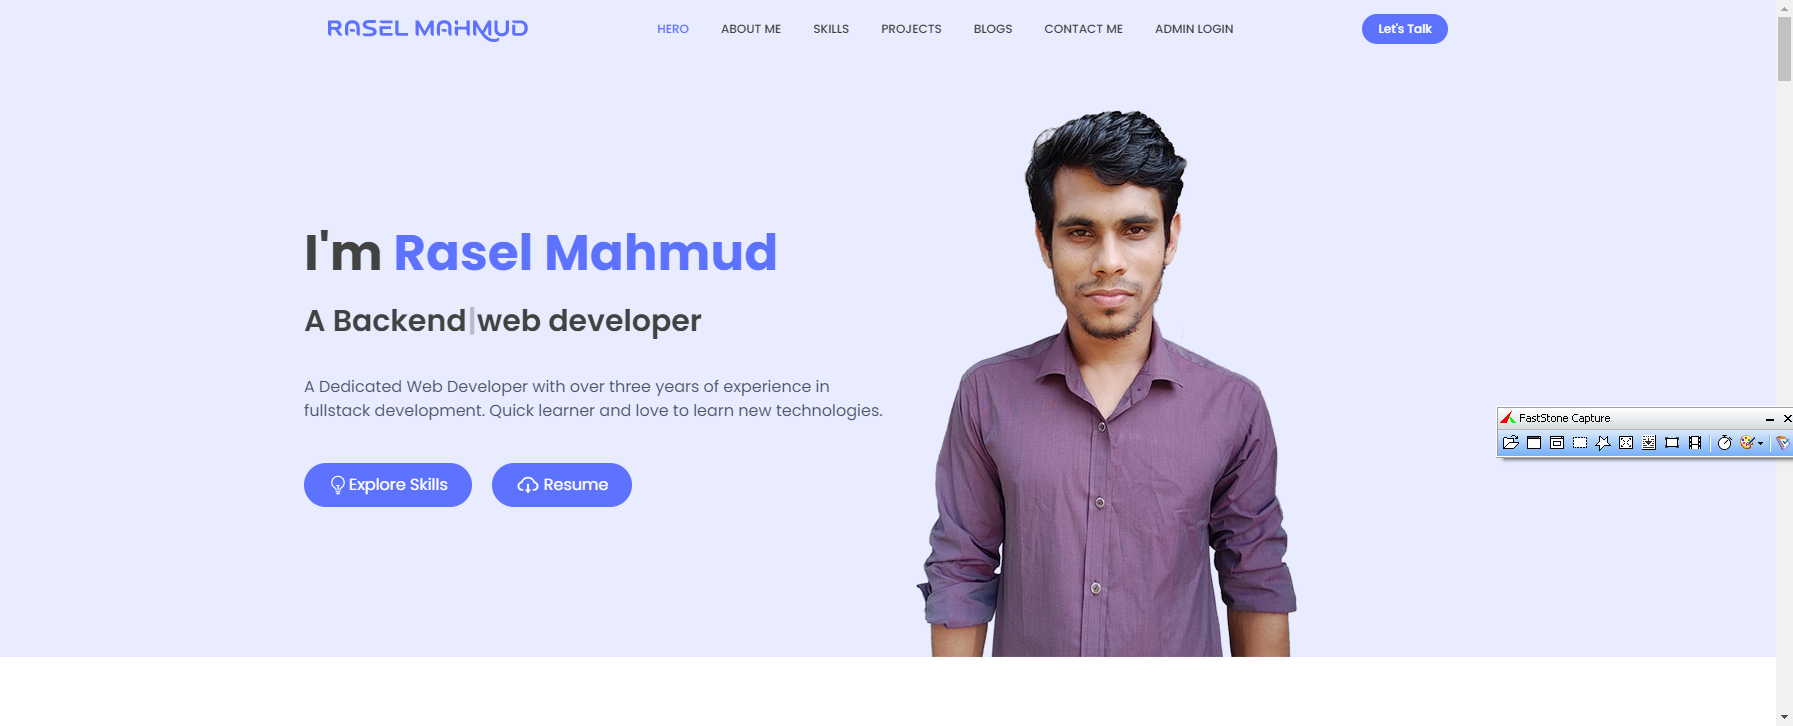 RASEL MAHMUD
HERO
ABOUT ME
SKILLS
PROJECTS
BLOGS
CONTACT ME
ADMIN LOGIN
Let's Talk
I'm Rasel Mahmud
A Backend|web developer
A Dedicated Web Developer with over three years of experience in
fullstack development. Quick learner and love to learn new technologies.
Explore Skills
Resume
FastStone Capture